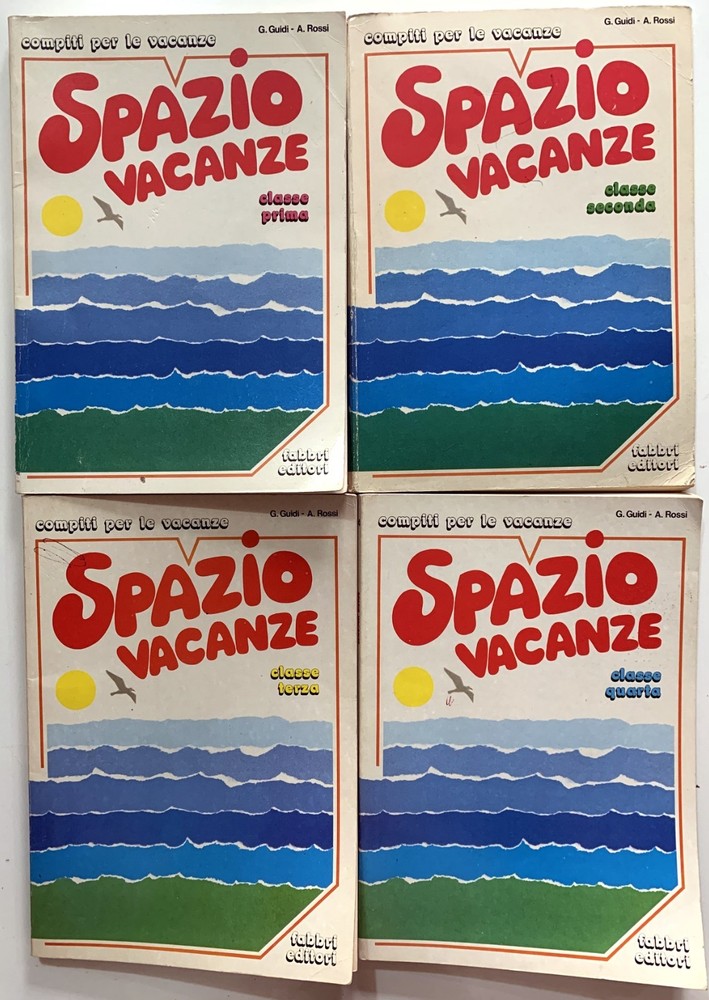 compiti per le vacanze
G. Guidi - A. Rossi
SPAZIO
VACANZE
classe
prima
fabbri
editori
compiti per le vacanze
G. Guidi - A. Rossi
SPAZIO
VACANZE
classe
seconda
fabbri
editori
compiti per le vacanze
G. Guidi - A. Rossi
SPAZIO
VACANZE
classe
terza
fabbri
editori
compiti per le vacanze
G. Guidi - A. Rossi
SPAZIO
VACANZE
classe
quarta
fabbri
editori